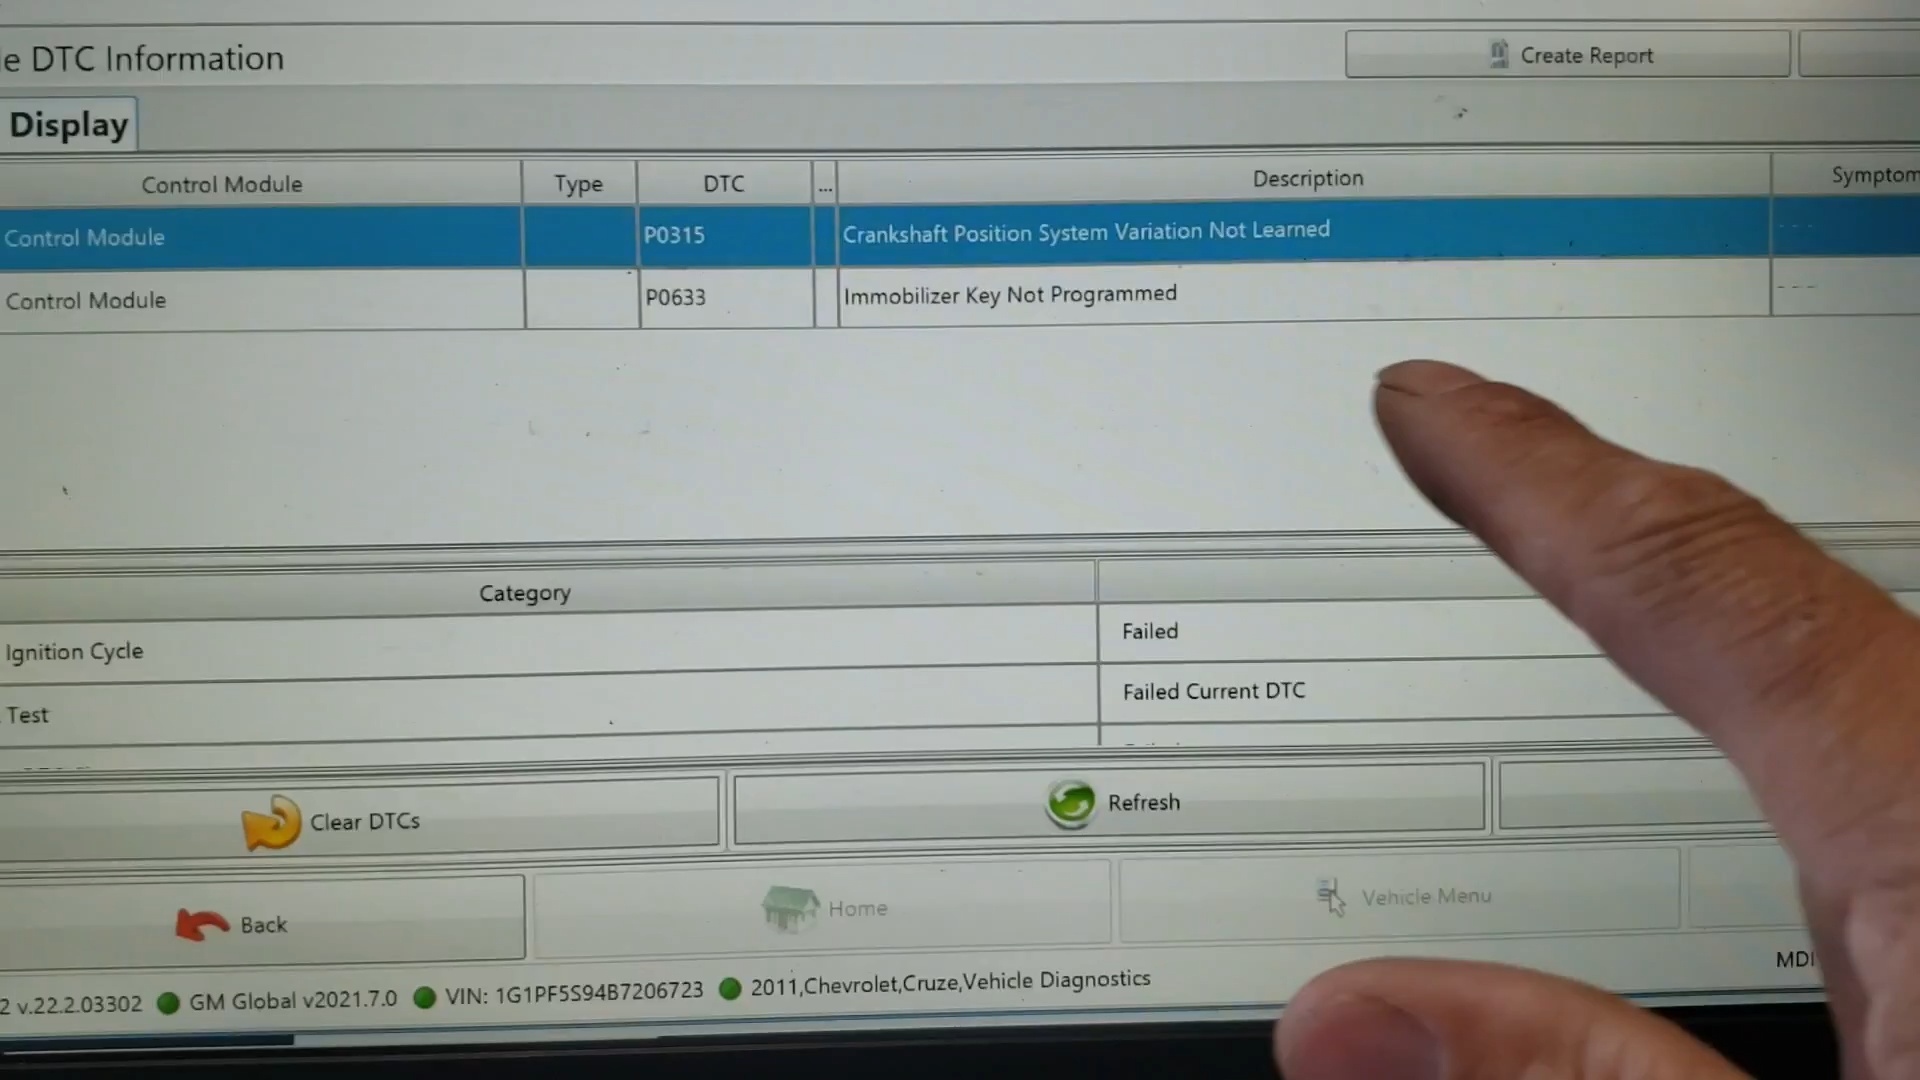 e DTC Information
Create Report
Display
Control Module Type DTC ... Description Symptom
Control Module P0315 Crankshaft Position System Variation Not Learned ---
Control Module P0633 Immobilizer Key Not Programmed ---
Category
Ignition Cycle Failed
Test Failed Current DTC
Clear DTCs Refresh
Back Home Vehicle Menu
MDI
2 v.22.2.03302 GM Global v2021.7.0 VIN: 1G1PF5S94B7206723 2011,Chevrolet,Cruze,Vehicle Diagnostics